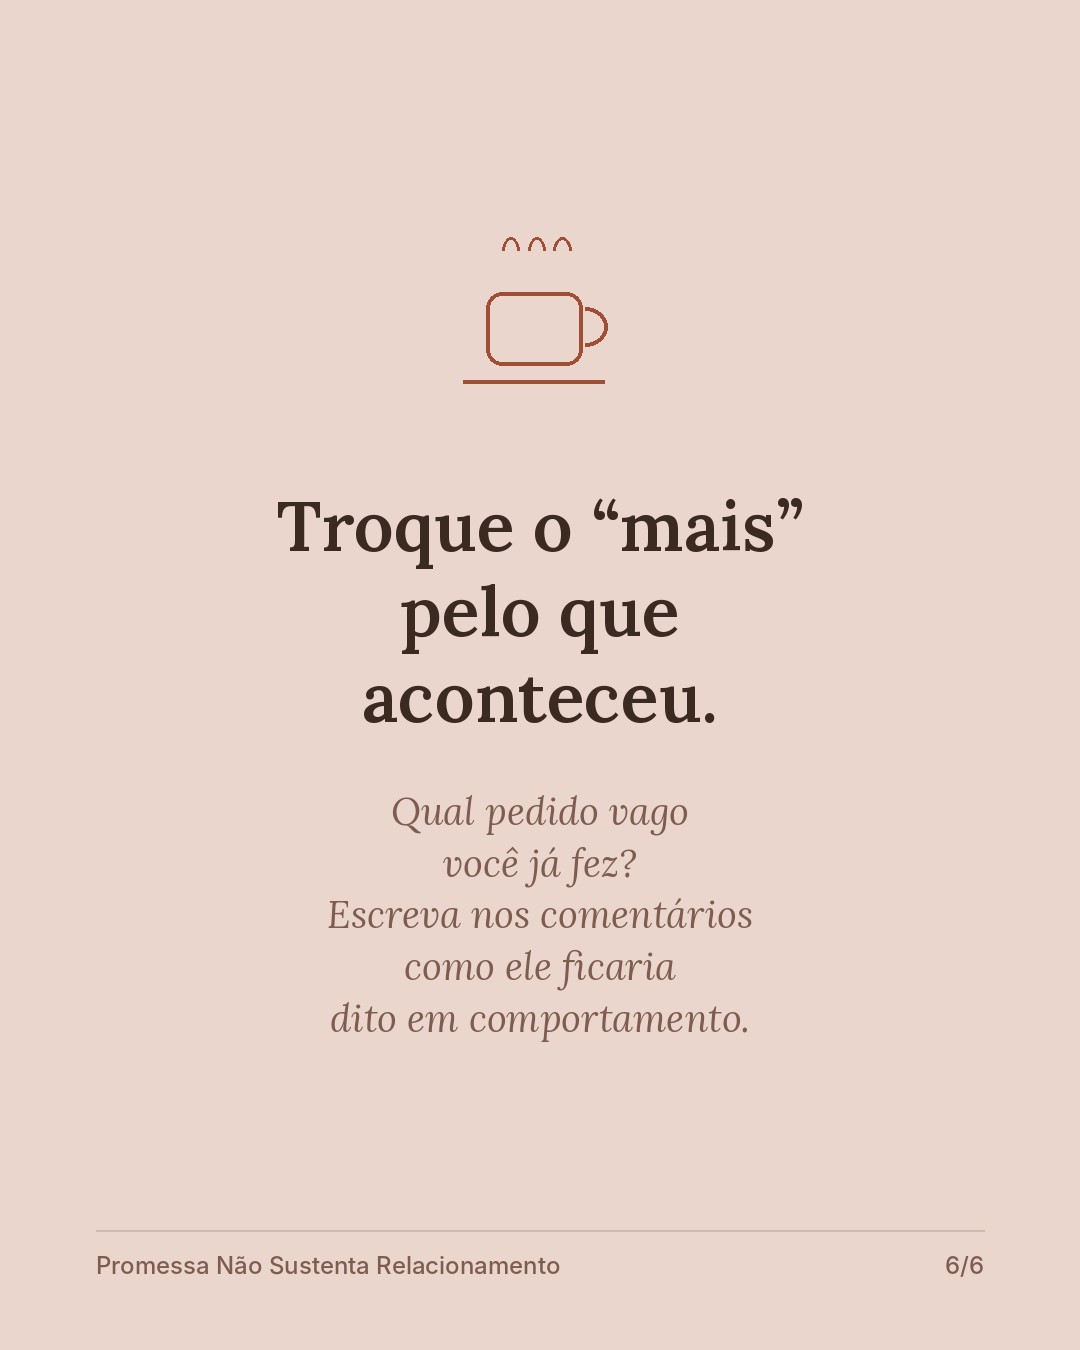 Troque o “mais”
pelo que
aconteceu.
Qual pedido vago
você já fez?
Escreva nos comentários
como ele ficaria
dito em comportamento.
Promessa Não Sustenta Relacionamento
6/6